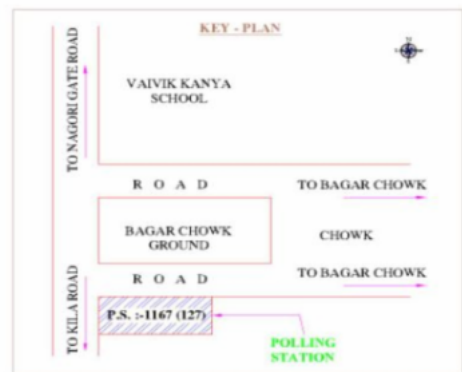 KEY - PLAN
TO NAGORI GATE ROAD
VAIVIK KANYA
SCHOOL
R O A D
TO BAGAR CHOWK
BAGAR CHOWK
GROUND
CHOWK
R O A D
TO BAGAR CHOWK
TO KILA ROAD
P.S. :-1167 (127)
POLLING
STATION